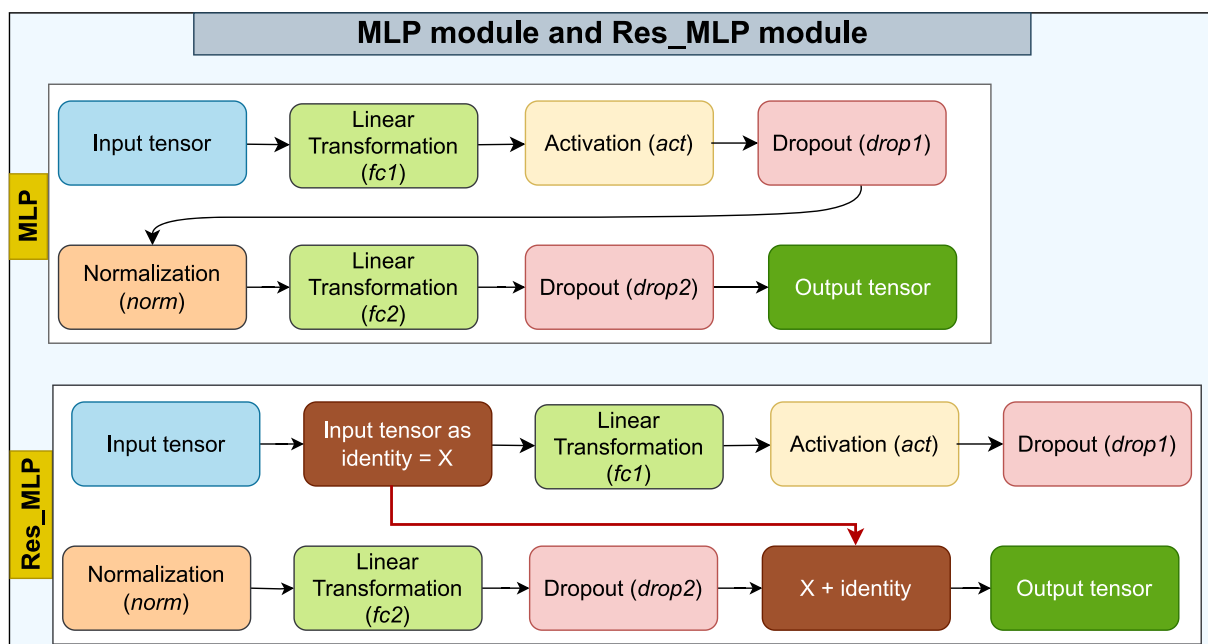 MLP module and Res_MLP module
MLP
Input tensor
Linear
Transformation
(fc1)
Activation (act)
Dropout (drop1)
Normalization
(norm)
Linear
Transformation
(fc2)
Dropout (drop2)
Output tensor
Res_MLP
Input tensor
Input tensor as
identity = X
Linear
Transformation
(fc1)
Activation (act)
Dropout (drop1)
Normalization
(norm)
Linear
Transformation
(fc2)
Dropout (drop2)
X + identity
Output tensor